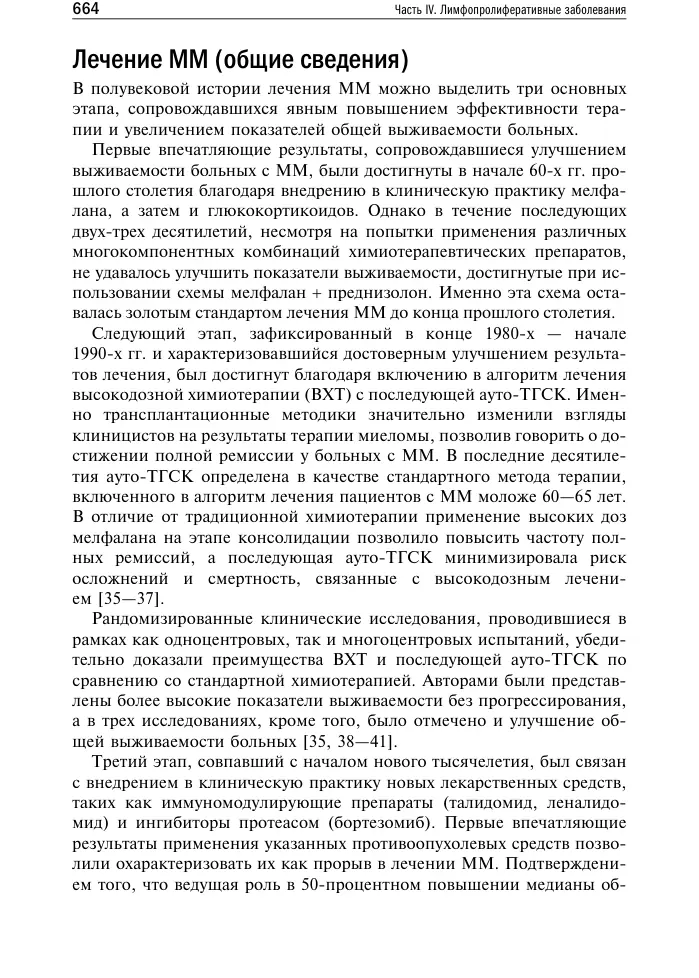 664
Часть IV. Лимфопролиферативные заболевания
Лечение ММ (общие сведения)
В полувековой истории лечения ММ можно выделить три основных
этапа, сопровождавшихся явным повышением эффективности тера-
пии и увеличением показателей общей выживаемости больных.
Первые впечатляющие результаты, сопровождавшиеся улучшением
выживаемости больных с ММ, были достигнуты в начале 60-х гг. про-
шлого столетия благодаря внедрению в клиническую практику мелфа-
лана, а затем и глюкокортикоидов. Однако в течение последующих
двух-трех десятилетий, несмотря на попытки применения различных
многокомпонентных комбинаций химиотерапевтических препаратов,
не удавалось улучшить показатели выживаемости, достигнутые при ис-
пользовании схемы мелфалан + преднизолон. Именно эта схема оста-
валась золотым стандартом лечения ММ до конца прошлого столетия.
Следующий этап, зафиксированный в конце 1980-х — начале
1990-х гг. и характеризовавшийся достоверным улучшением результа-
тов лечения, был достигнут благодаря включению в алгоритм лечения
высокодозной химиотерапии (ВХТ) с последующей ауто-ТГСК. Имен-
но трансплантационные методики значительно изменили взгляды
клиницистов на результаты терапии миеломы, позволив говорить о до-
стижении полной ремиссии у больных с ММ. В последние десятиле-
тия ауто-ТГСК определена в качестве стандартного метода терапии,
включенного в алгоритм лечения пациентов с ММ моложе 60—65 лет.
В отличие от традиционной химиотерапии применение высоких доз
мелфалана на этапе консолидации позволило повысить частоту пол-
ных ремиссий, а последующая ауто-ТГСК минимизировала риск
осложнений и смертность, связанные с высокодозным лечени-
ем [35—37].
Рандомизированные клинические исследования, проводившиеся в
рамках как одноцентровых, так и многоцентровых испытаний, убеди-
тельно доказали преимущества ВХТ и последующей ауто-ТГСК по
сравнению со стандартной химиотерапией. Авторами были представ-
лены более высокие показатели выживаемости без прогрессирования,
а в трех исследованиях, кроме того, было отмечено и улучшение об-
щей выживаемости больных [35, 38—41].
Третий этап, совпавший с началом нового тысячелетия, был связан
с внедрением в клиническую практику новых лекарственных средств,
таких как иммуномодулирующие препараты (талидомид, леналидо-
мид) и ингибиторы протеасом (бортезомиб). Первые впечатляющие
результаты применения указанных противоопухолевых средств позво-
лили охарактеризовать их как прорыв в лечении ММ. Подтверждени-
ем того, что ведущая роль в 50-процентном повышении медианы об-